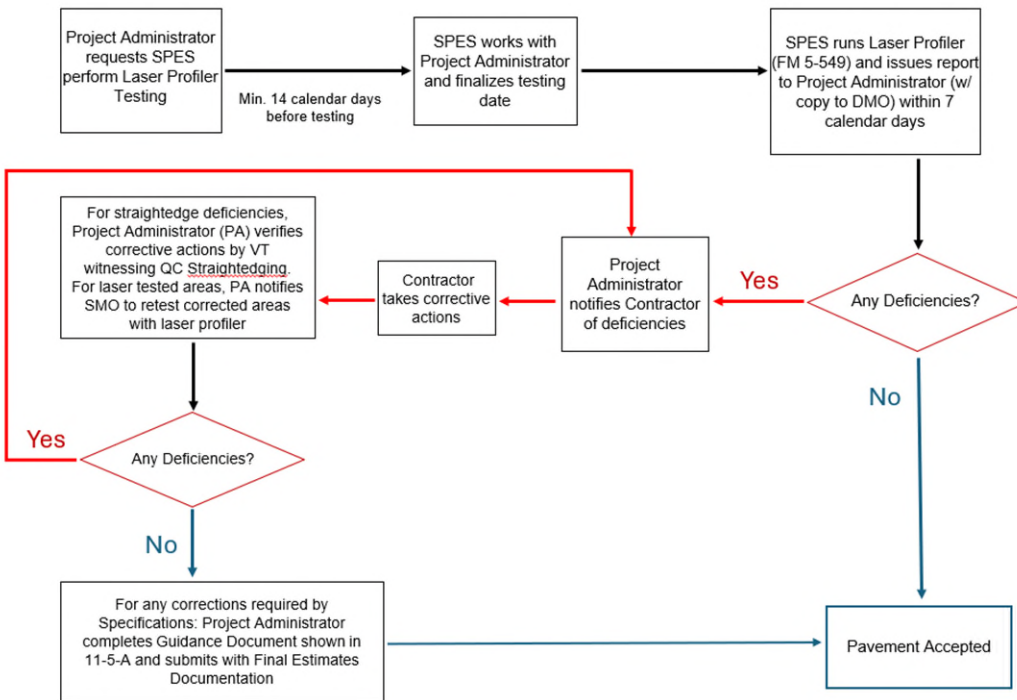 Project Administrator
requests SPES
perform Laser Profiler
Testing
Min. 14 calendar days
before testing
SPES works with
Project Administrator
and finalizes testing
date
SPES runs Laser Profiler
(FM 5-549) and issues report
to Project Administrator (w/
copy to DMO) within 7
calendar days
Any Deficiencies?
Yes
No
Project
Administrator
notifies Contractor
of deficiencies
Contractor
takes corrective
actions
For straightedge deficiencies,
Project Administrator (PA) verifies
corrective actions by VT
witnessing QC Straightedging.
For laser tested areas, PA notifies
SMO to retest corrected areas
with laser profiler
Any Deficiencies?
Yes
No
For any corrections required by
Specifications: Project Administrator
completes Guidance Document shown in
11-5-A and submits with Final Estimates
Documentation
Pavement Accepted